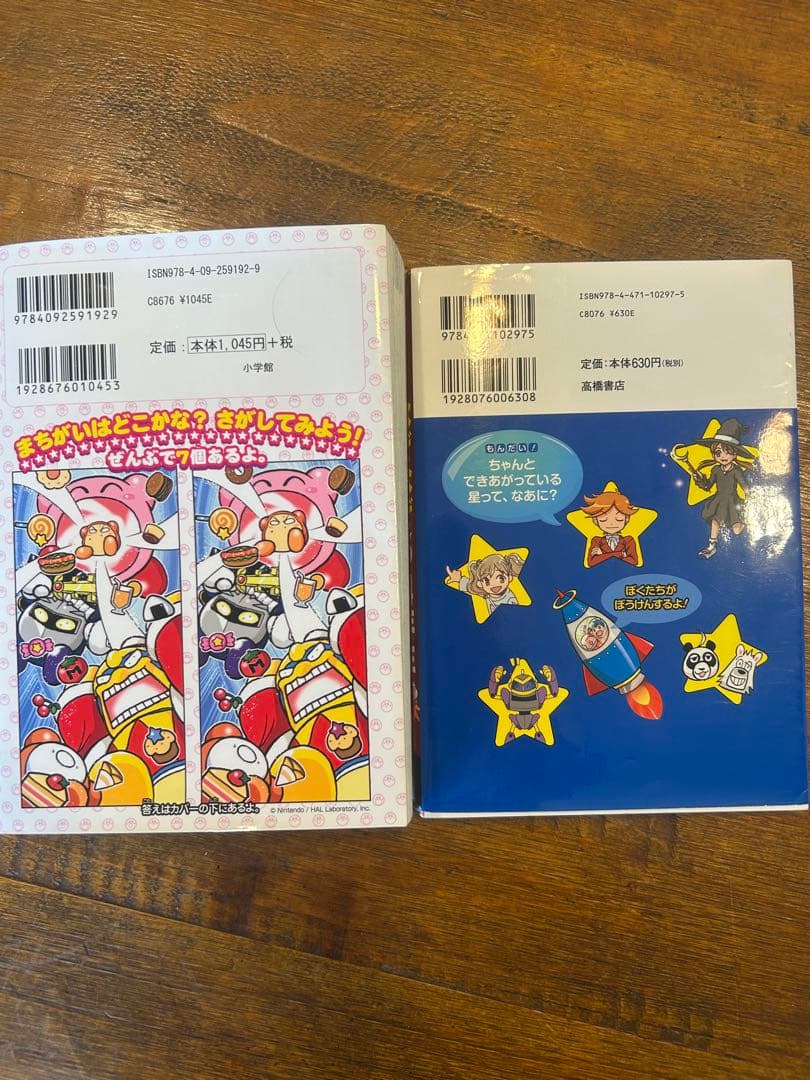 ISBN978-4-09-259192-9
C8676 ¥1045E
9784092591929
定価：本体1,045円+税
小学館
1928676010453
まちがいはどこかな？ さがしてみよう！
ぜんぶで7個あるよ。
M
M
答えはカバーの下にあるよ。
© Nintendo / HAL Laboratory, Inc.
ISBN978-4-471-10297-5
C8076 ¥630E
102975
定価：本体630円(税別)
高橋書店
1928076006308
もんだい！
ちゃんと
できあがっている
星って、なあに？
ぼくたちが
ぼうけんするよ！